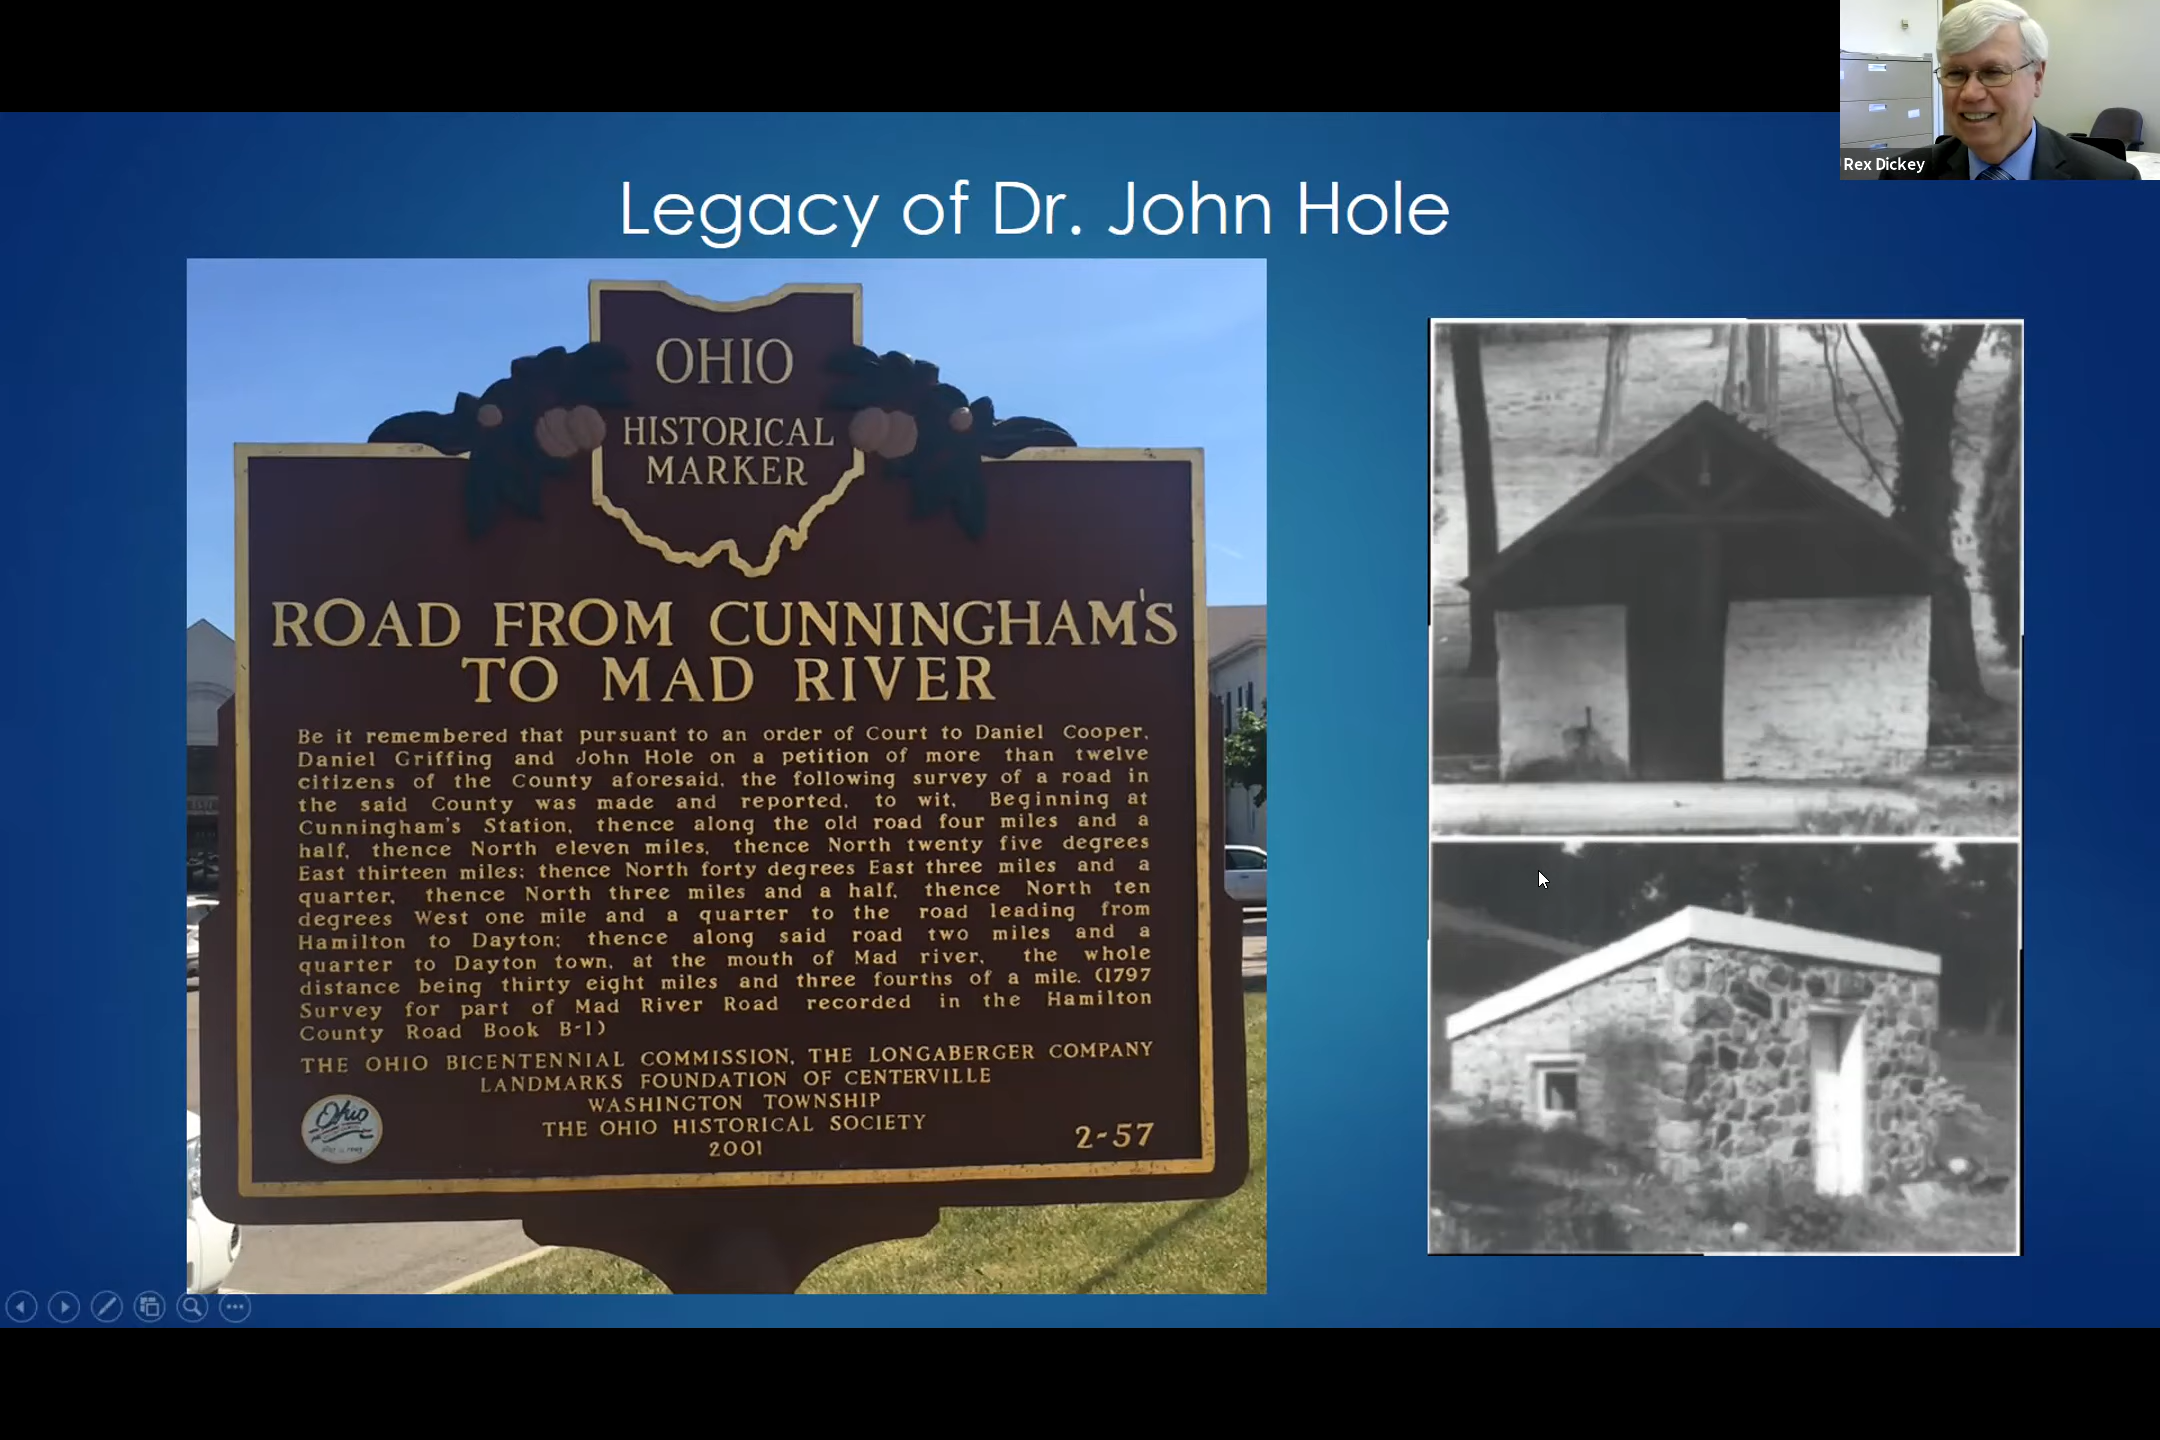 Rex Dickey
Legacy of Dr. John Hole
OHIO
HISTORICAL
MARKER
ROAD FROM CUNNINGHAM'S
TO MAD RIVER
Be it remembered that pursuant to an order of Court to Daniel Cooper,
Daniel Griffing and John Hole on a petition of more than twelve
citizens of the County aforesaid, the following survey of a road in
the said County was made and reported, to wit, Beginning at
Cunningham's Station, thence along the old road four miles and a
half, thence North eleven miles, thence North twenty five degrees
East thirteen miles; thence North forty degrees East three miles and a
quarter, thence North three miles and a half, thence North ten
degrees West one mile and a quarter to the road leading from
Hamilton to Dayton; thence along said road two miles and a
quarter to Dayton town, at the mouth of Mad river, the whole
distance being thirty eight miles and three fourths of a mile. (1797
Survey for part of Mad River Road recorded in the Hamilton
County Road Book B-1)
THE OHIO BICENTENNIAL COMMISSION, THE LONGABERGER COMPANY
LANDMARKS FOUNDATION OF CENTERVILLE
WASHINGTON TOWNSHIP
THE OHIO HISTORICAL SOCIETY
2001
2-57
Ohio